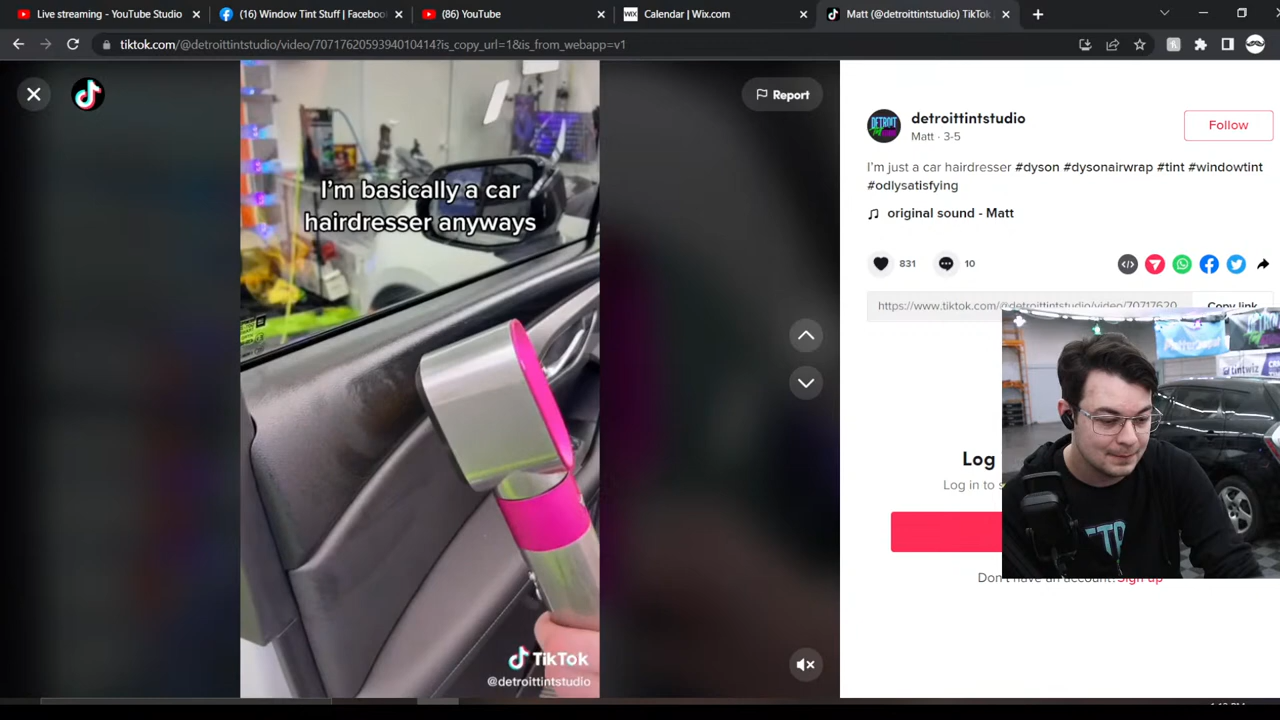 Live streaming - YouTube Studio
(16) Window Tint Stuff | Faceboo
(86) YouTube
WIX
Calendar | Wix.com
Matt (@detroittintstudio) TikTok |
tiktok.com/@detroittintstudio/video/7071762059394010414?is_copy_url=1&is_from_webapp=v1
Report
I'm basically a car
hairdresser anyways
TikTok
@detroittintstudio
DETROIT
detroittintstudio
Matt · 3-5
Follow
I'm just a car hairdresser #dyson #dysonairwrap #tint #windowtint
#odlysatisfying
original sound - Matt
831
10
https://www.tiktok.com/@detroittintstudio/video/70717620
Copy link
Log
Log in to s
Don't have an account? Sign up
tintwiz